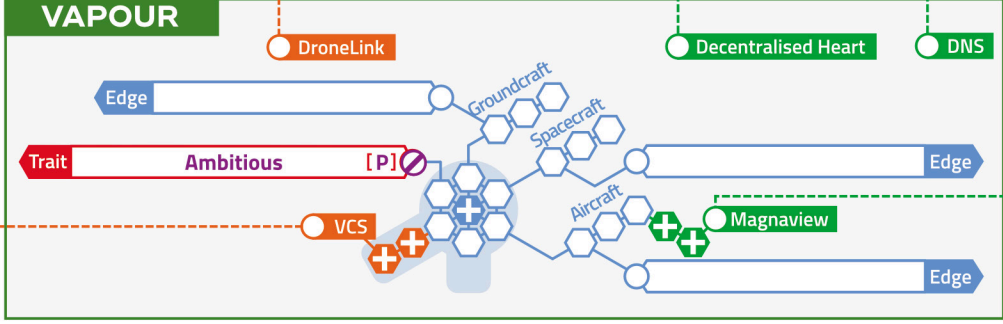 VAPOUR
DroneLink
Decentralised Heart
DNS
Edge
Groundcraft
Spacecraft
Trait Ambitious [P]
Edge
Aircraft
VCS
Magnaview
Edge